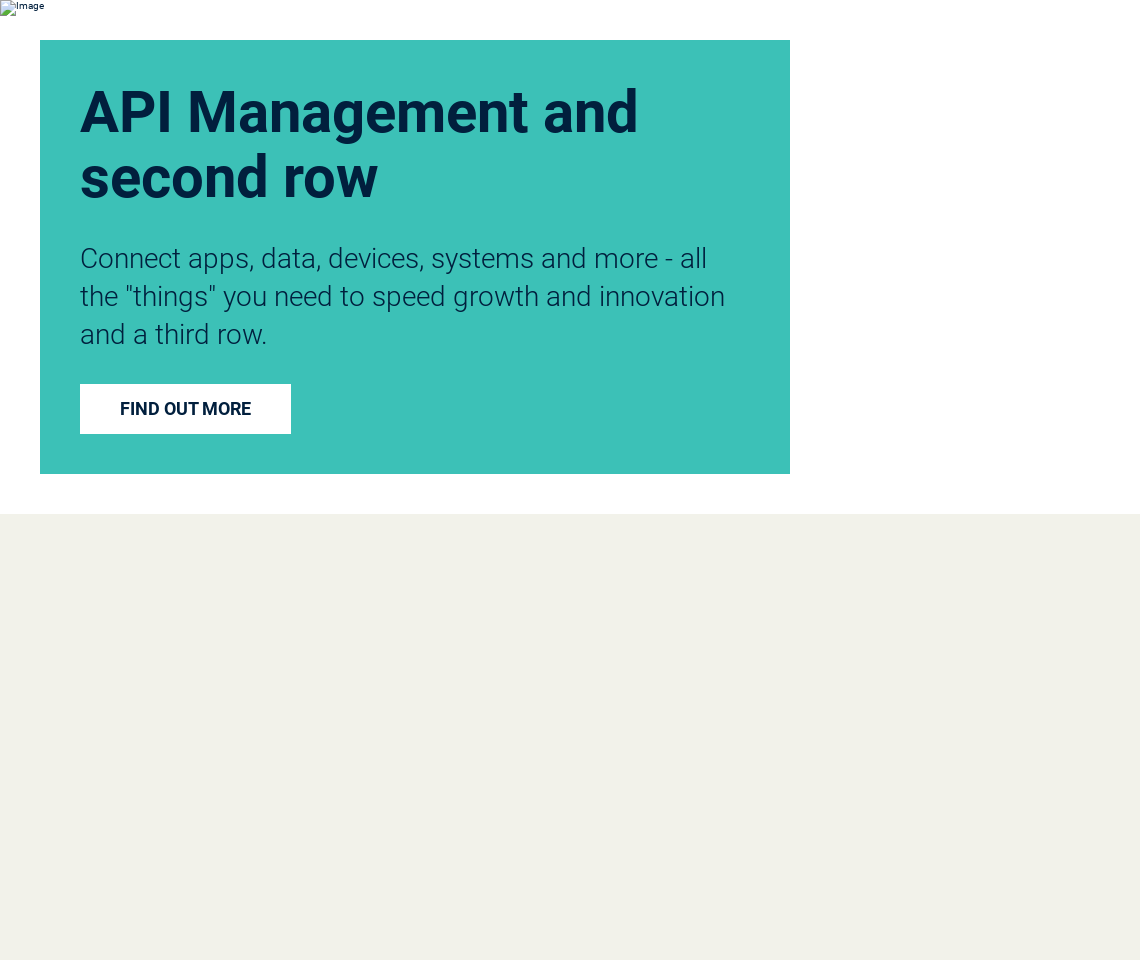 Image
API Management and
second row
Connect apps, data, devices, systems and more - all
the "things" you need to speed growth and innovation
and a third row.
FIND OUT MORE